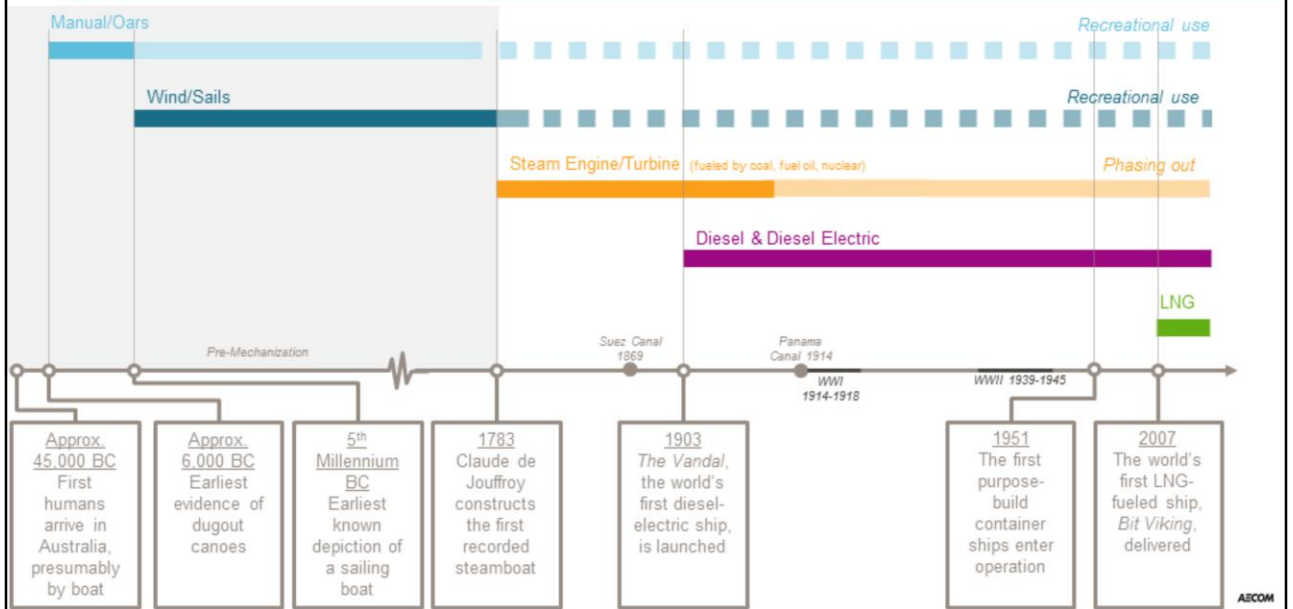 Manual/Oars
Recreational use
Wind/Sails
Recreational use
Steam Engine/Turbine (fueled by coal, fuel oil, nuclear)
Phasing out
Diesel & Diesel Electric
LNG
Pre-Mechanization
Suez Canal
1869
Panama
Canal 1914
WWI
1914-1918
WWII 1939-1945
Approx.
45,000 BC
First
humans
arrive in
Australia,
presumably
by boat
Approx.
6,000 BC
Earliest
evidence of
dugout
canoes
5th
Millennium
BC
Earliest
known
depiction of
a sailing
boat
1783
Claude de
Jouffroy
constructs
the first
recorded
steamboat
1903
The Vandal,
the world's
first diesel-
electric ship,
is launched
1951
The first
purpose-
build
container
ships enter
operation
2007
The world's
first LNG-
fueled ship,
Bit Viking,
delivered
AECOM